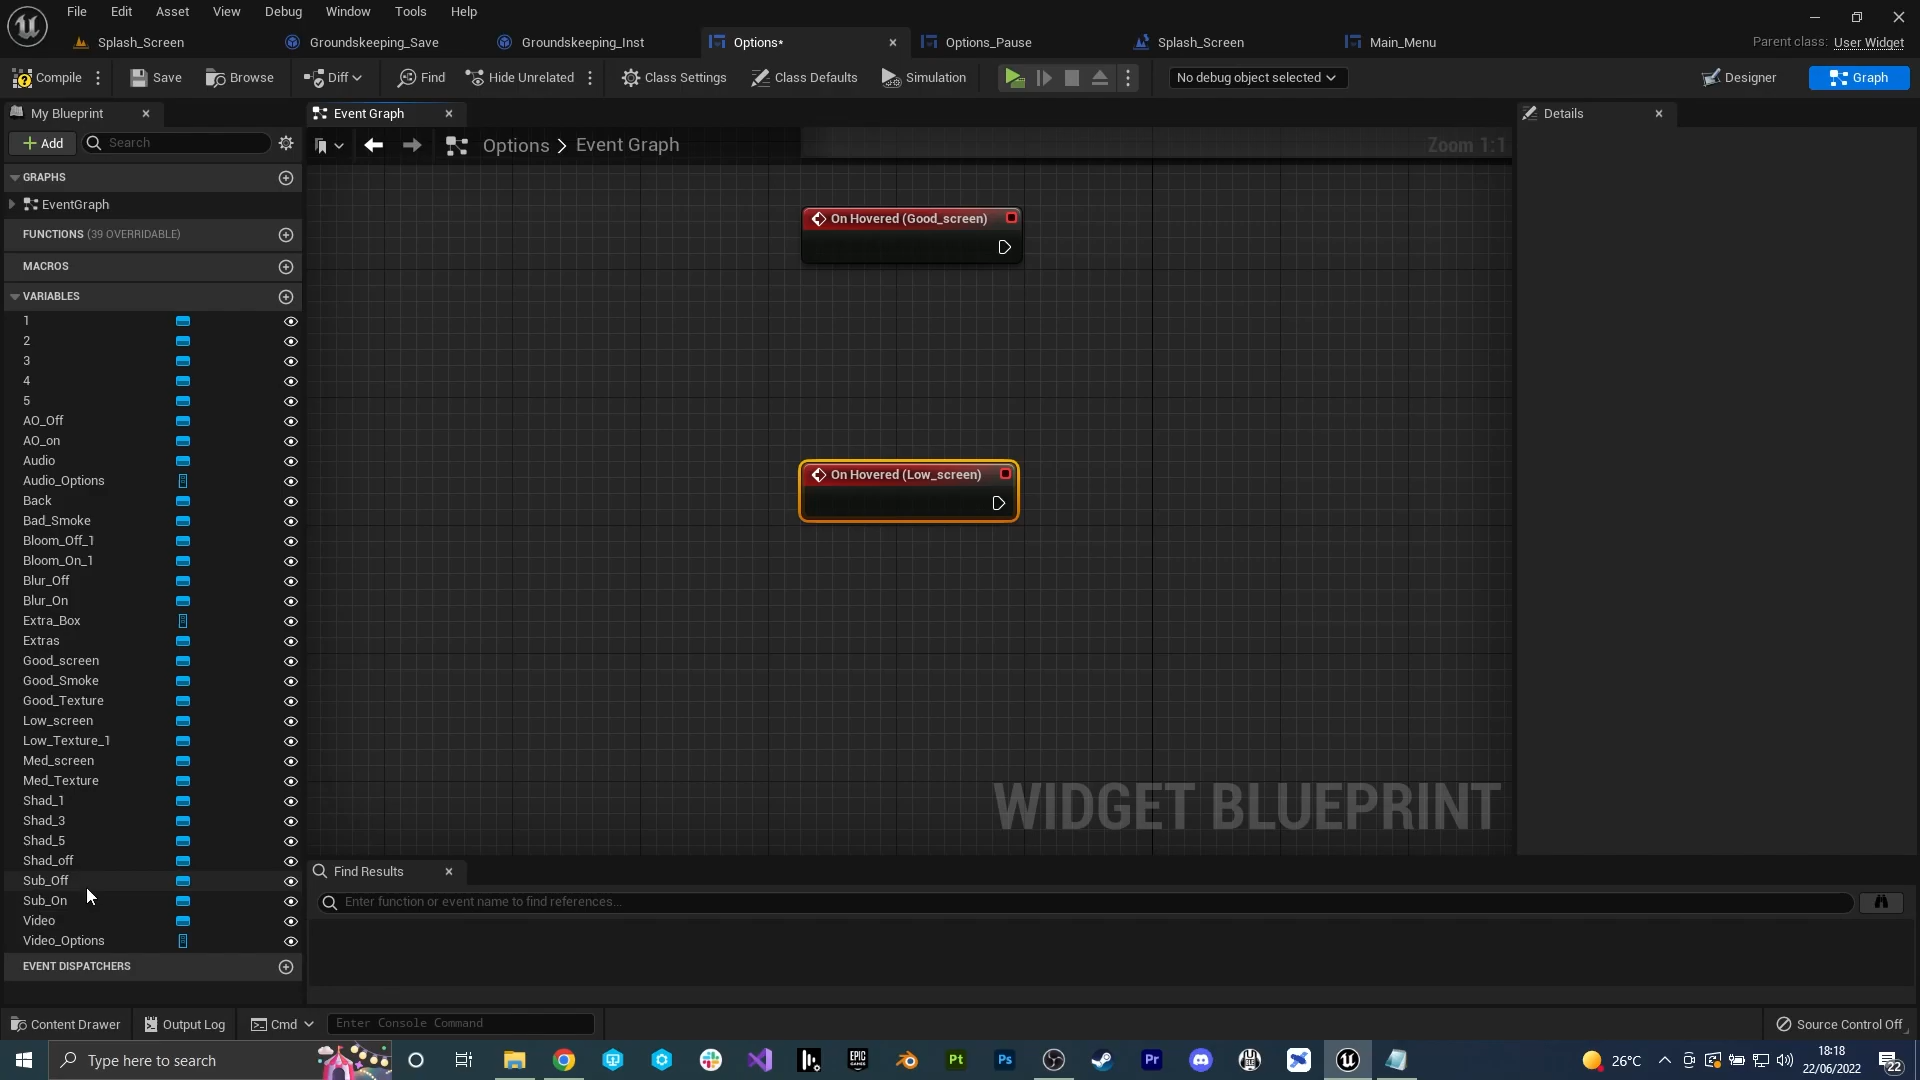 File Edit Asset View Debug Window Tools Help
Splash_Screen Groundskeeping_Save Groundskeeping_Inst Options* Options_Pause Splash_Screen Main_Menu Parent class: User Widget
Compile Save Browse Diff Find Hide Unrelated Class Settings Class Defaults Simulation No debug object selected Designer Graph
My Blueprint Event Graph Details
Add Search Options > Event Graph Zoom 1:1
GRAPHS
EventGraph
FUNCTIONS (39 OVERRIDABLE)
MACROS
VARIABLES
1
2
3
4
5
AO_Off
AO_on
Audio
Audio_Options
Back
Bad_Smoke
Bloom_Off_1
Bloom_On_1
Blur_Off
Blur_On
Extra_Box
Extras
Good_screen
Good_Smoke
Good_Texture
Low_screen
Low_Texture_1
Med_screen
Med_Texture
Shad_1
Shad_3
Shad_5
Shad_off
Sub_Off
Sub_On
Video
Video_Options
EVENT DISPATCHERS
On Hovered (Good_screen)
On Hovered (Low_screen)
WIDGET BLUEPRINT
Find Results
Enter function or event name to find references...
Content Drawer Output Log Cmd Enter Console Command Source Control Off
Type here to search Pt Ps Pr 26°C 18:18
22/06/2022
22